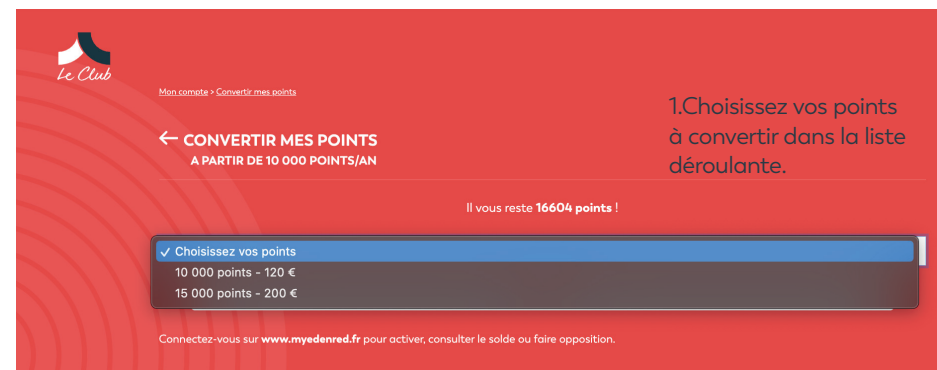 Le Club
Mon compte > Convertir mes points
← CONVERTIR MES POINTS
A PARTIR DE 10 000 POINTS/AN
1.Choisissez vos points
à convertir dans la liste
déroulante.
Il vous reste 16604 points !
✓ Choisissez vos points
10 000 points - 120 €
15 000 points - 200 €
Connectez-vous sur www.myedenred.fr pour activer, consulter le solde ou faire opposition.